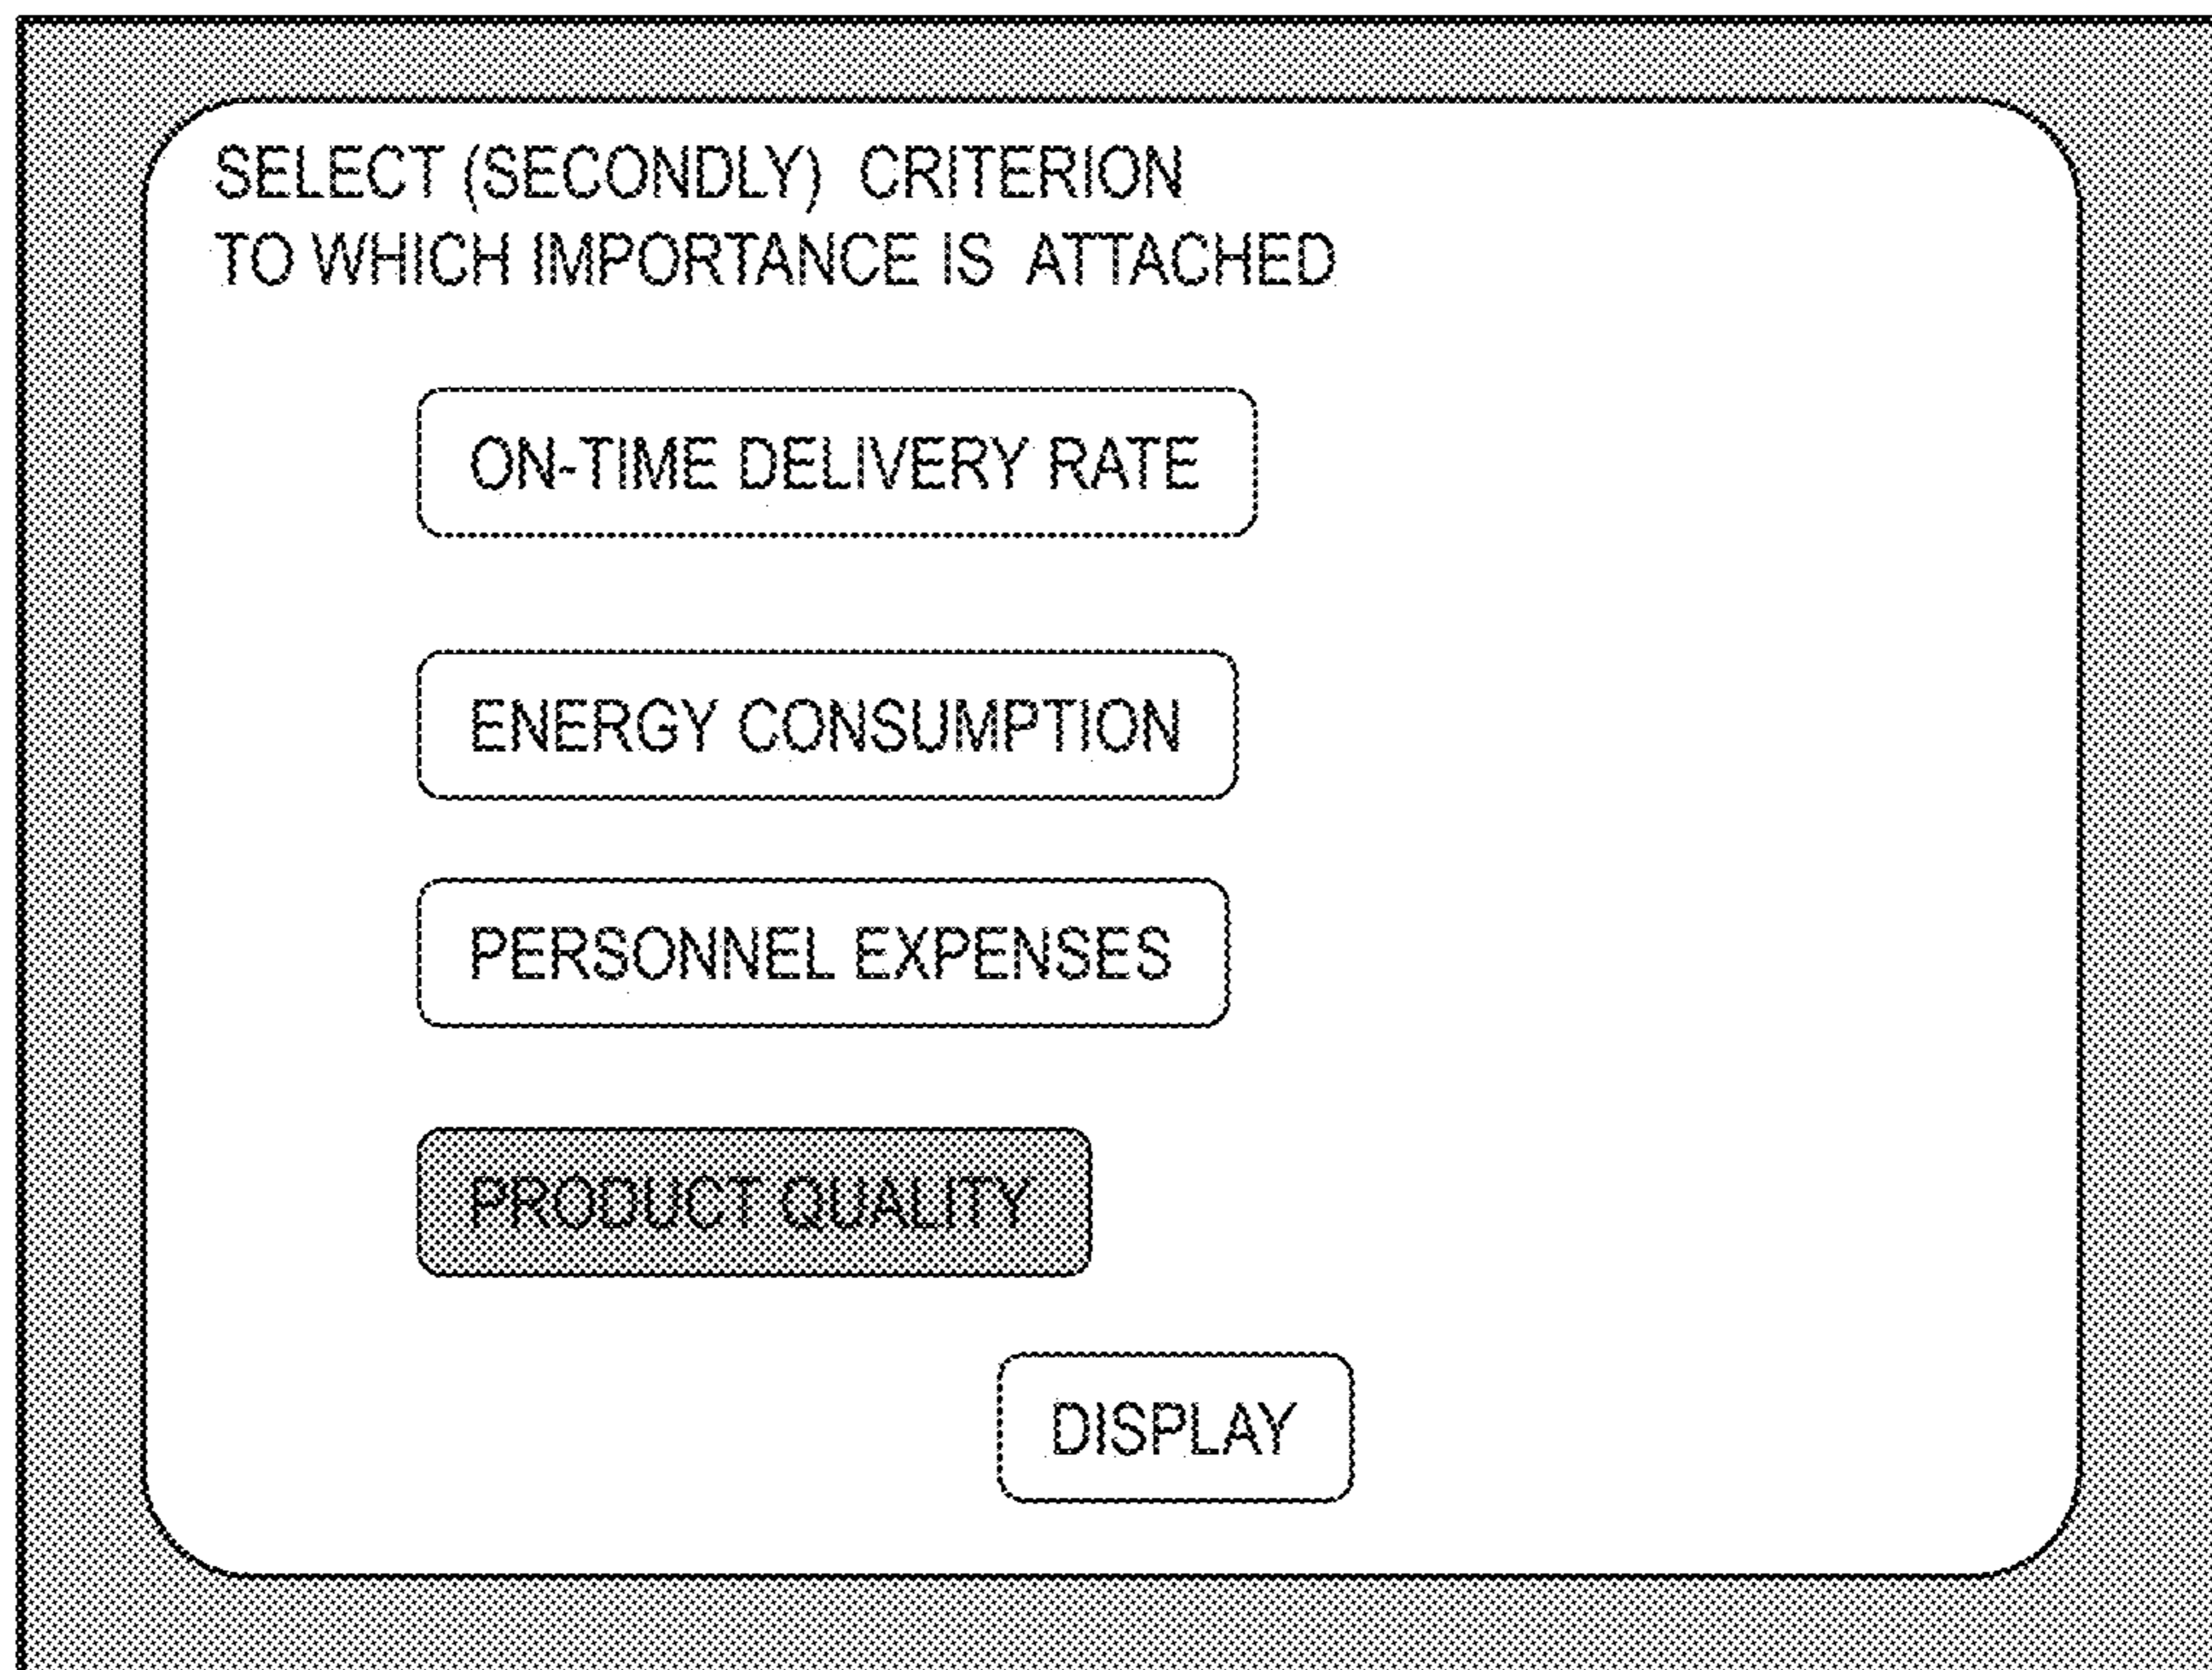 SELECT (SECONDLY) CRITERION
TO WHICH IMPORTANCE IS ATTACHED
ON-TIME DELIVERY RATE
ENERGY CONSUMPTION
PERSONNEL EXPENSES
PRODUCT QUALITY
DISPLAY